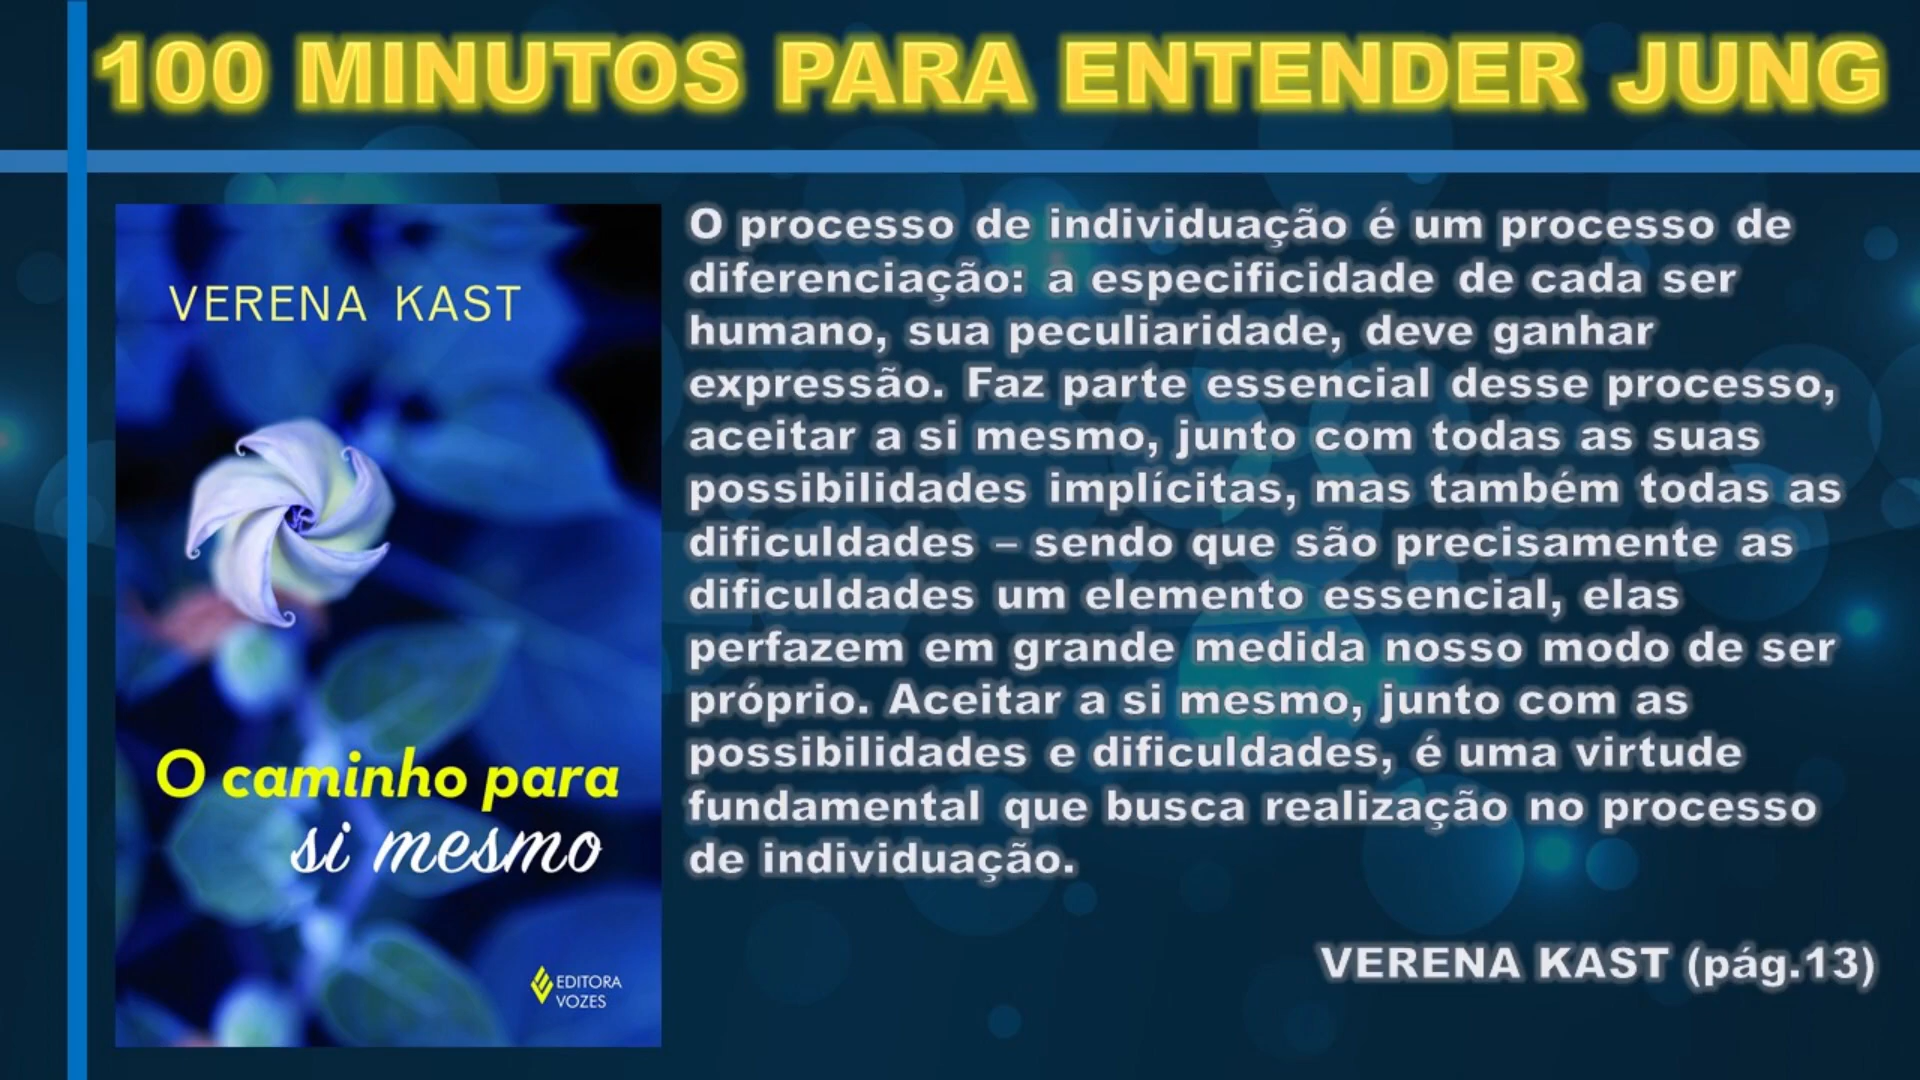 100 MINUTOS PARA ENTENDER JUNG
VERENA KAST
O caminho para
si mesmo
EDITORA
VOZES
O processo de individuação é um processo de
diferenciação: a especificidade de cada ser
humano, sua peculiaridade, deve ganhar
expressão. Faz parte essencial desse processo,
aceitar a si mesmo, junto com todas as suas
possibilidades implícitas, mas também todas as
dificuldades – sendo que são precisamente as
dificuldades um elemento essencial, elas
perfazem em grande medida nosso modo de ser
próprio. Aceitar a si mesmo, junto com as
possibilidades e dificuldades, é uma virtude
fundamental que busca realização no processo
de individuação.
VERENA KAST (pág.13)